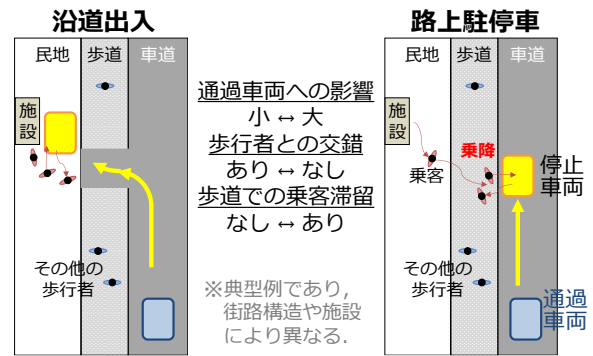 沿道出入
民地
歩道
車道
施設
その他の
歩行者
通過車両への影響
小 ↔ 大
歩行者との交錯
あり ↔ なし
歩道での乗客滞留
なし ↔ あり
※典型例であり,
街路構造や施設
により異なる.
路上駐停車
民地
歩道
車道
施設
乗降
乗客
停止
車両
その他の
歩行者
通過
車両